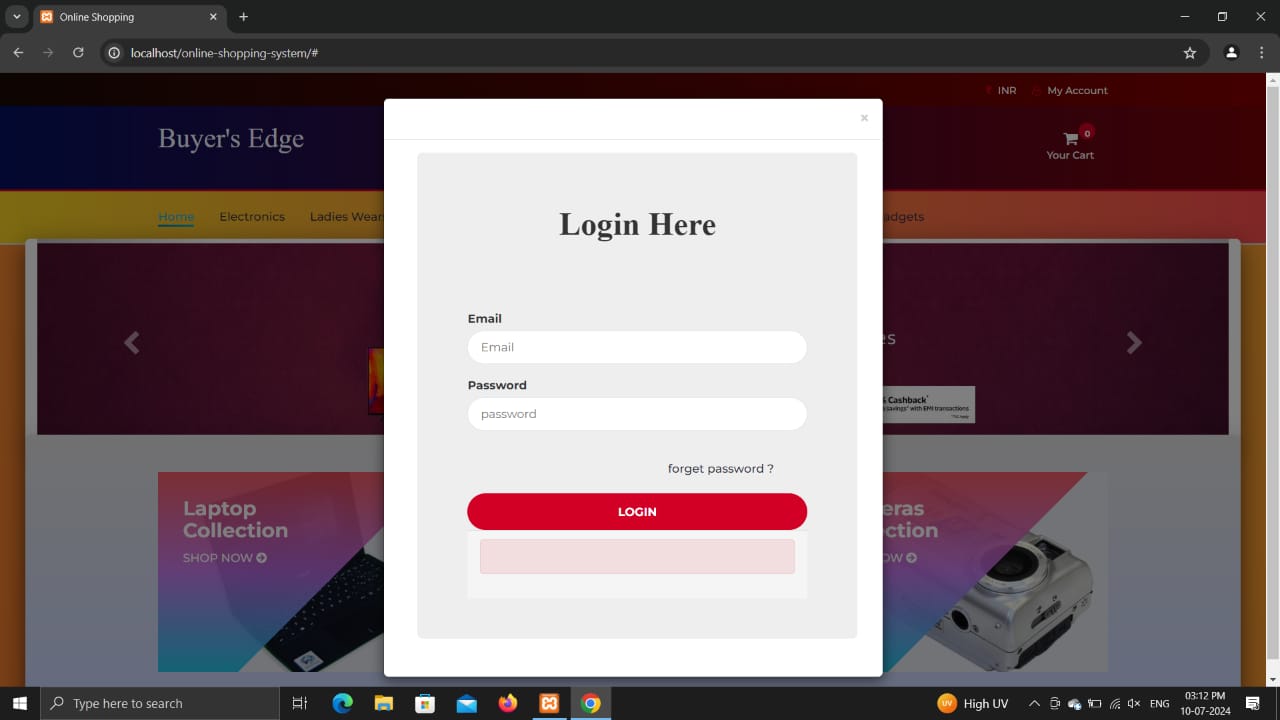 Online Shopping
localhost/online-shopping-system/#
INR My Account
Buyer's Edge
0
Your Cart
×
Login Here
Home Electronics Ladies Wear
adgets
Email
Email
Password
password
es
% Cashback*
savings* with EMI transactions
forget password ?
LOGIN
Laptop
Collection
SHOP NOW
eras
ction
OW
Type here to search
UV High UV
ENG
03:12 PM
10-07-2024